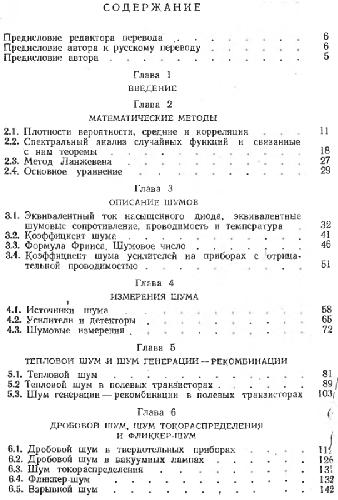 СОДЕРЖАНИЕ
Предисловие редактора перевода . . . . . . 6
Предисловие автора к русскому переводу . . . . 6
Предисловие автора . . . . . . . . 5
Глава 1
ВВЕДЕНИЕ
Глава 2
МАТЕМАТИЧЕСКИЕ МЕТОДЫ
2.1. Плотности вероятности, средние и корреляция . . . . 11
2.2. Спектральный анализ случайных функций и связанные
с ним теоремы . . . . . . . . . 18
2.3. Метод Ланжевена . . . . . . . . 27
2.4. Основное уравнение . . . . . . . . 29
Глава 3
ОПИСАНИЕ ШУМОВ
3.1. Эквивалентный ток насыщенного диода, эквивалентные
шумовые сопротивление, проводимость и температура . 32
3.2. Коэффициент шума . . . . . . . . 41
3.3. Формула Фрииса, Шумовое число . . . . . 46
3.4. Коэффициент шума усилителей на приборах с отрица-
тельной проводимостью . . . . . . . 51
Глава 4
ИЗМЕРЕНИЯ ШУМА
4.1. Источники шума . . . . . . . . 58
4.2. Усилители и детекторы . . . . . . . 65
4.3. Шумовые измерения . . . . . . . . 72
Глава 5
ТЕПЛОВОЙ ШУМ И ШУМ ГЕНЕРАЦИИ — РЕКОМБИНАЦИИ
5.1. Тепловой шум . . . . . . . . . 81
5.2 Тепловой шум в полевых транзисторах . . . . . 89
5.3. Шум генерации — рекомбинации в полевых транзисторах 103
Глава 6
ДРОБОВОЙ ШУМ, ШУМ ТОКОРАСПРЕДЕЛЕНИЯ
И ФЛИККЕР-ШУМ
6.1. Дробовой шум в твердотельных приборах . . .
6.2. Дробовой шум в вакуумных лампах . . . . 126
6.3. Шум токораспределения . . . . . . . 131
6.4. Фликкер-шум . . . . . . . . . 132
6.5. Взрывной шум . . . . . . . . . 142